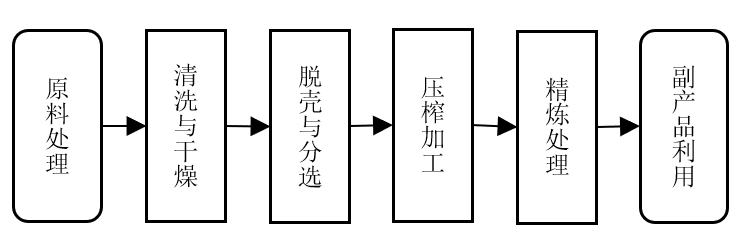 原料处理
清洗与干燥
脱壳与分选
压榨加工
精炼处理
副产品利用